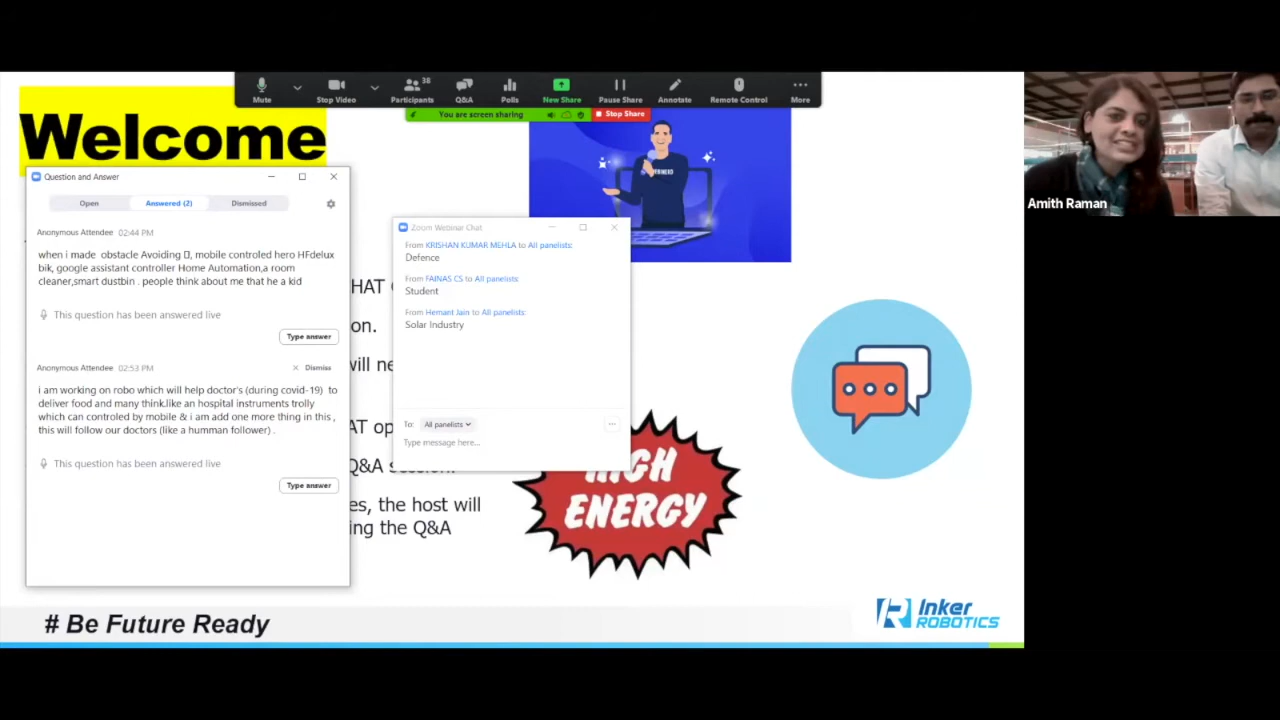 Mute
Stop Video
38
Participants
Q&A
Polls
New Share
Pause Share
Annotate
Remote Control
More
You are screen sharing
Stop Share
Welcome
Question and Answer
Open
Answered (2)
Dismissed
Anonymous Attendee 02:44 PM
when i made obstacle Avoiding ▯, mobile controled hero HFdelux
bik, google assistant controller Home Automation,a room
cleaner,smart dustbin . people think about me that he a kid
This question has been answered live
Type answer
Anonymous Attendee 02:53 PM
Dismiss
i am working on robo which will help doctor's (during covid-19) to
deliver food and many think.like an hospital instruments trolly
which can controled by mobile & i am add one more thing in this ,
this will follow our doctors (like a humman follower) .
This question has been answered live
Type answer
Zoom Webinar Chat
From KRISHAN KUMAR MEHLA to All panelists:
Defence
From FAINAS CS to All panelists:
Student
From Hemant Jain to All panelists:
Solar Industry
To: All panelists
Type message here...
HAT
on.
will ne
AT op
Q&A session.
es, the host will
ing the Q&A
HIGH
ENERGY
# Be Future Ready
Inker
ROBOTICS
Amith Raman